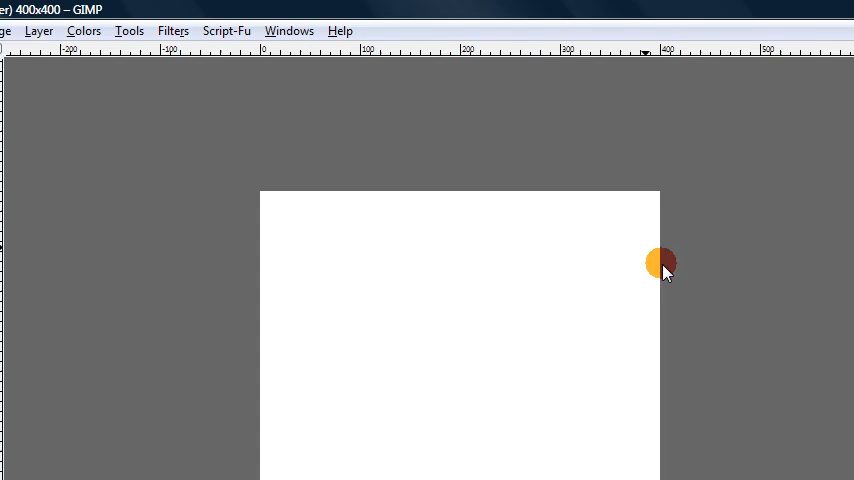 er) 400x400 – GIMP
ge Layer Colors Tools Filters Script-Fu Windows Help
-200 -100 0 100 200 300 400 500